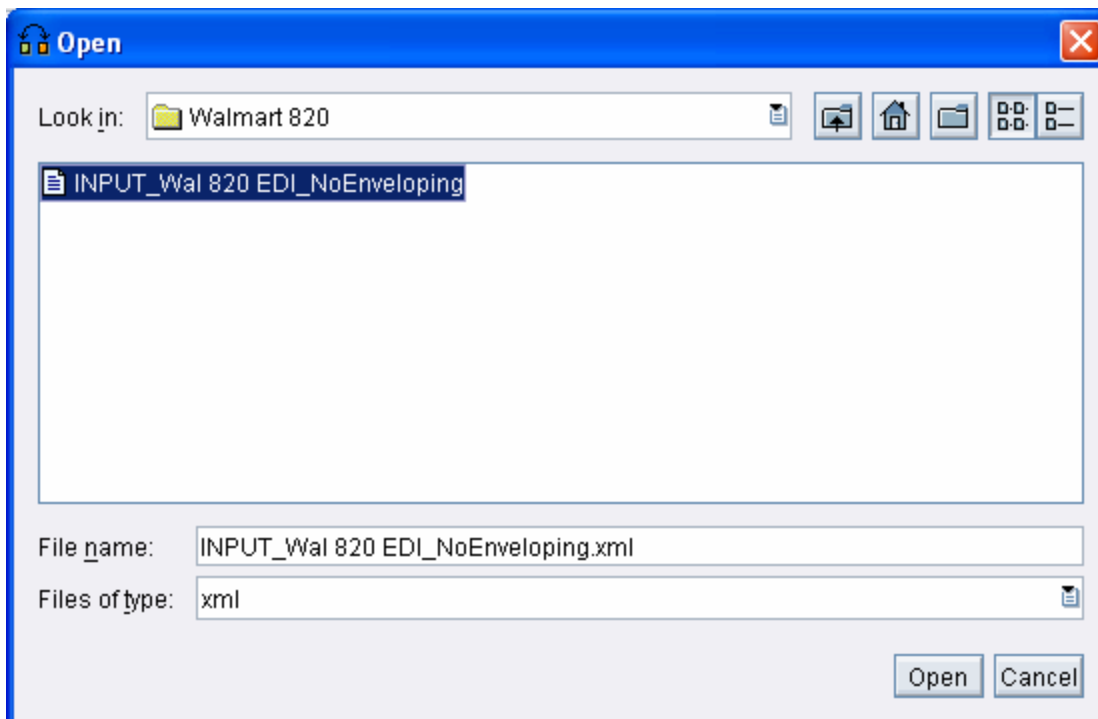 Open
Look in: Walmart 820
INPUT_Wal 820 EDI_NoEnveloping
File name: INPUT_Wal 820 EDI_NoEnveloping.xml
Files of type: xml
Open Cancel